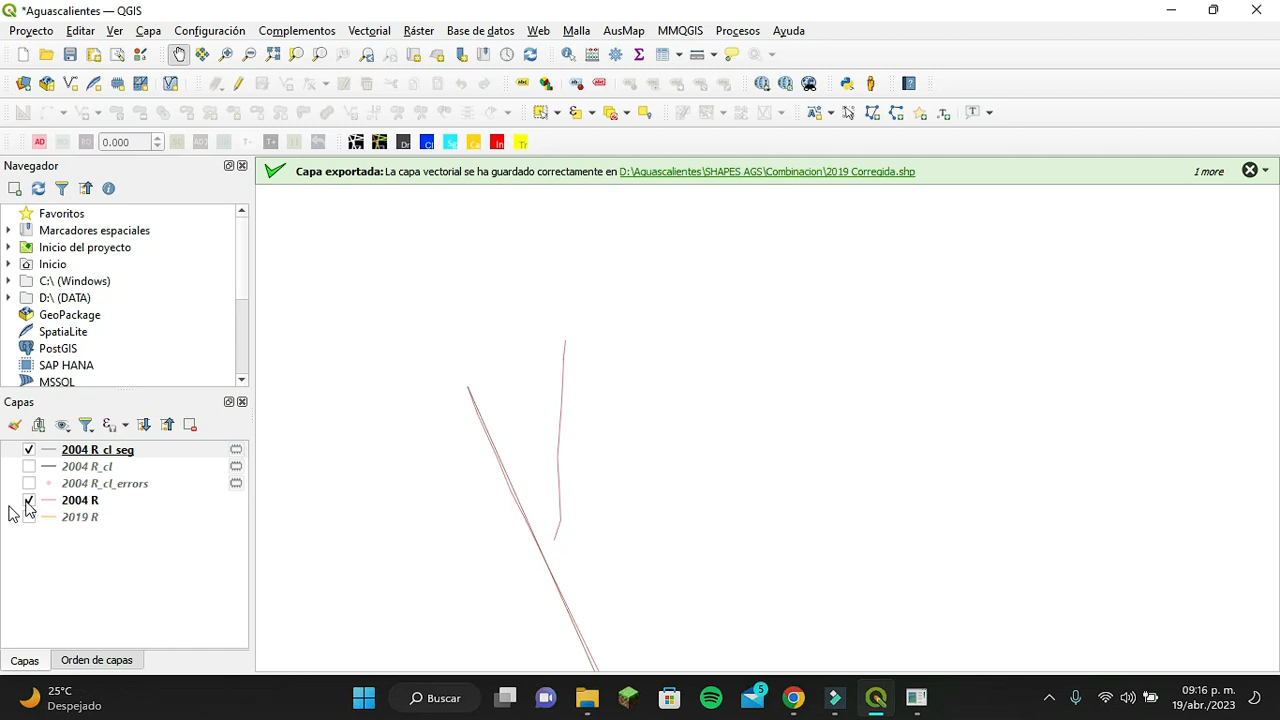 *Aguascalientes — QGIS
Proyecto Editar Ver Capa Configuración Complementos Vectorial Ráster Base de datos Web Malla AusMap MMQGIS Procesos Ayuda
0.000
Navegador
Capa exportada: La capa vectorial se ha guardado correctamente en D:\Aguascalientes\SHAPES AGS\Combinacion\2019 Corregida.shp 1 more
Favoritos
Marcadores espaciales
Inicio del proyecto
Inicio
C:\ (Windows)
D:\ (DATA)
GeoPackage
SpatiaLite
PostGIS
SAP HANA
MSSQL
Capas
2004 R_cl_seg
2004 R_cl
2004 R_cl_errors
2004 R
2019 R
Capas Orden de capas
25°C
Despejado
Buscar
5
09:16 p. m.
19/abr./2023